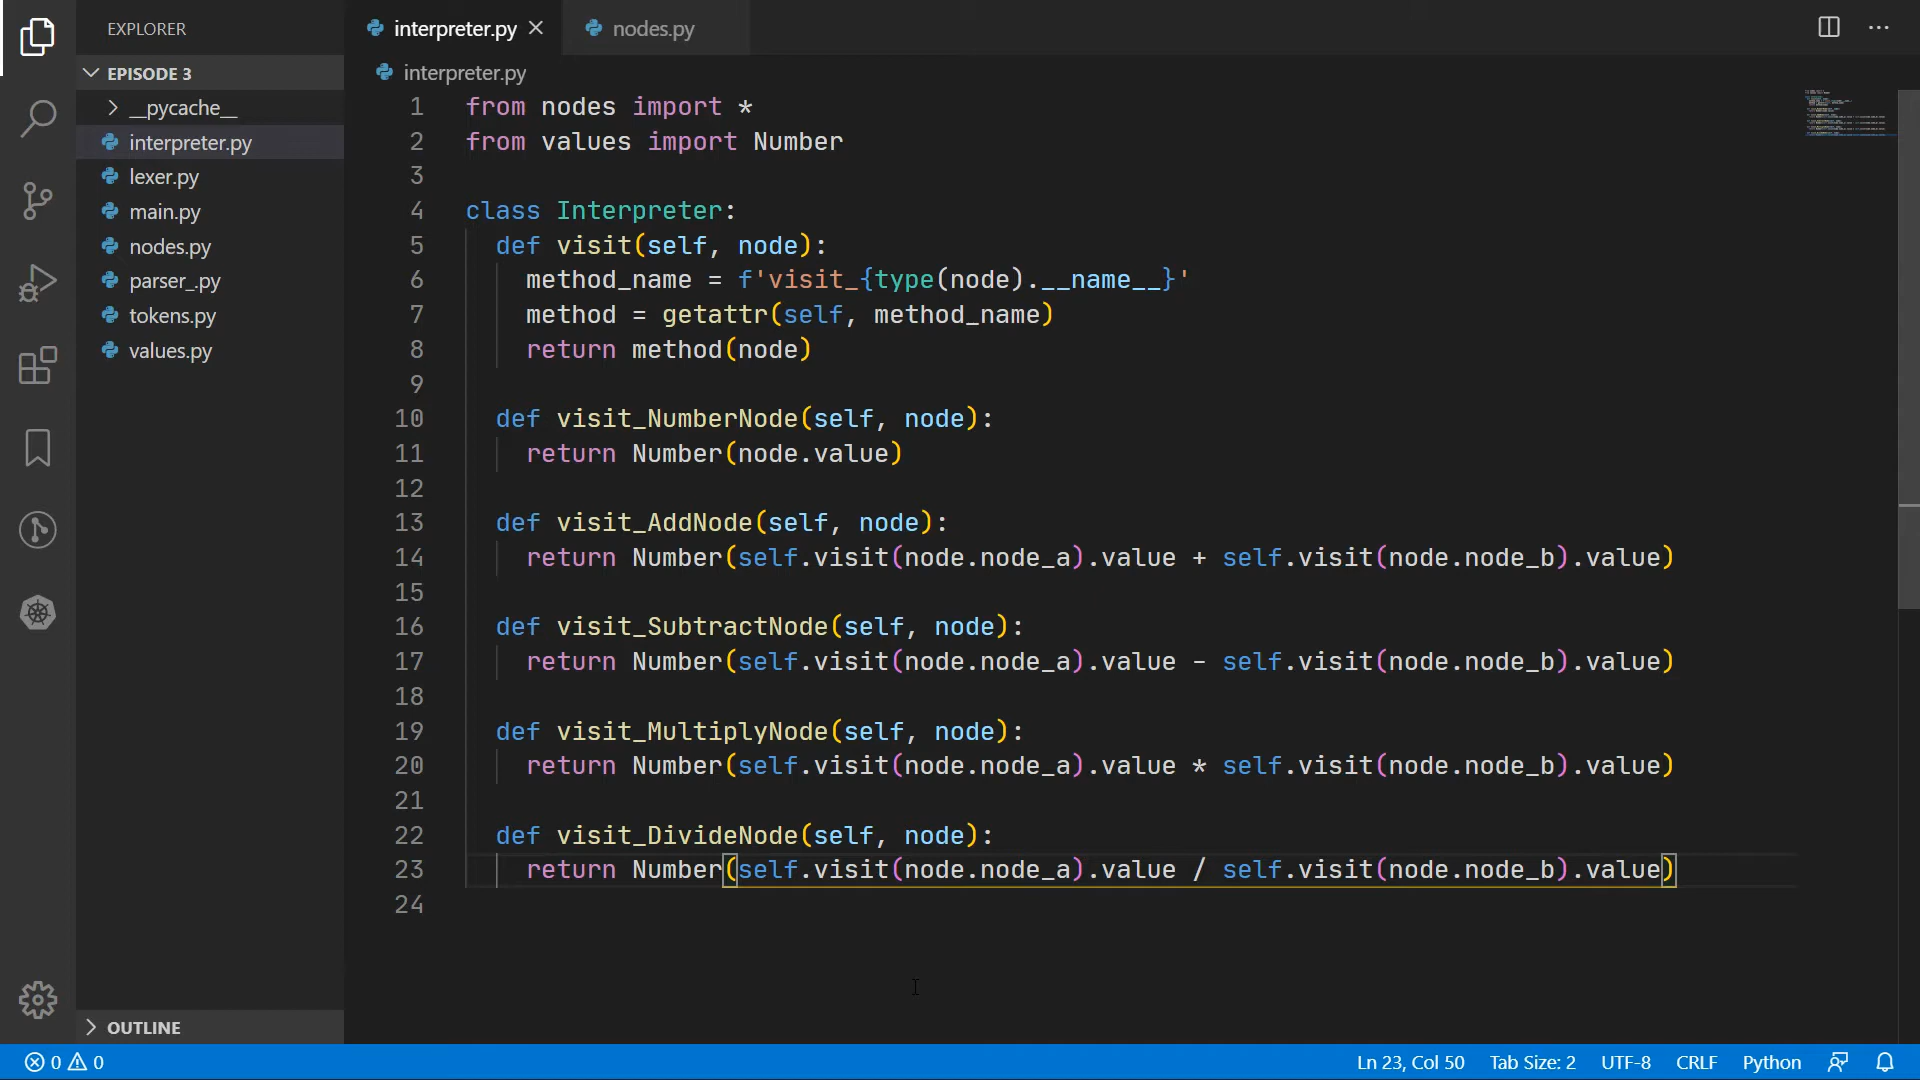 EXPLORER
EPISODE 3
__pycache__
interpreter.py
lexer.py
main.py
nodes.py
parser_.py
tokens.py
values.py
OUTLINE
interpreter.py
nodes.py
interpreter.py
1 from nodes import *
2 from values import Number
3
4 class Interpreter:
5 def visit(self, node):
6 method_name = f'visit_{type(node).__name__}'
7 method = getattr(self, method_name)
8 return method(node)
9
10 def visit_NumberNode(self, node):
11 return Number(node.value)
12
13 def visit_AddNode(self, node):
14 return Number(self.visit(node.node_a).value + self.visit(node.node_b).value)
15
16 def visit_SubtractNode(self, node):
17 return Number(self.visit(node.node_a).value - self.visit(node.node_b).value)
18
19 def visit_MultiplyNode(self, node):
20 return Number(self.visit(node.node_a).value * self.visit(node.node_b).value)
21
22 def visit_DivideNode(self, node):
23 return Number(self.visit(node.node_a).value / self.visit(node.node_b).value)
24
0 0 Ln 23, Col 50 Tab Size: 2 UTF-8 CRLF Python